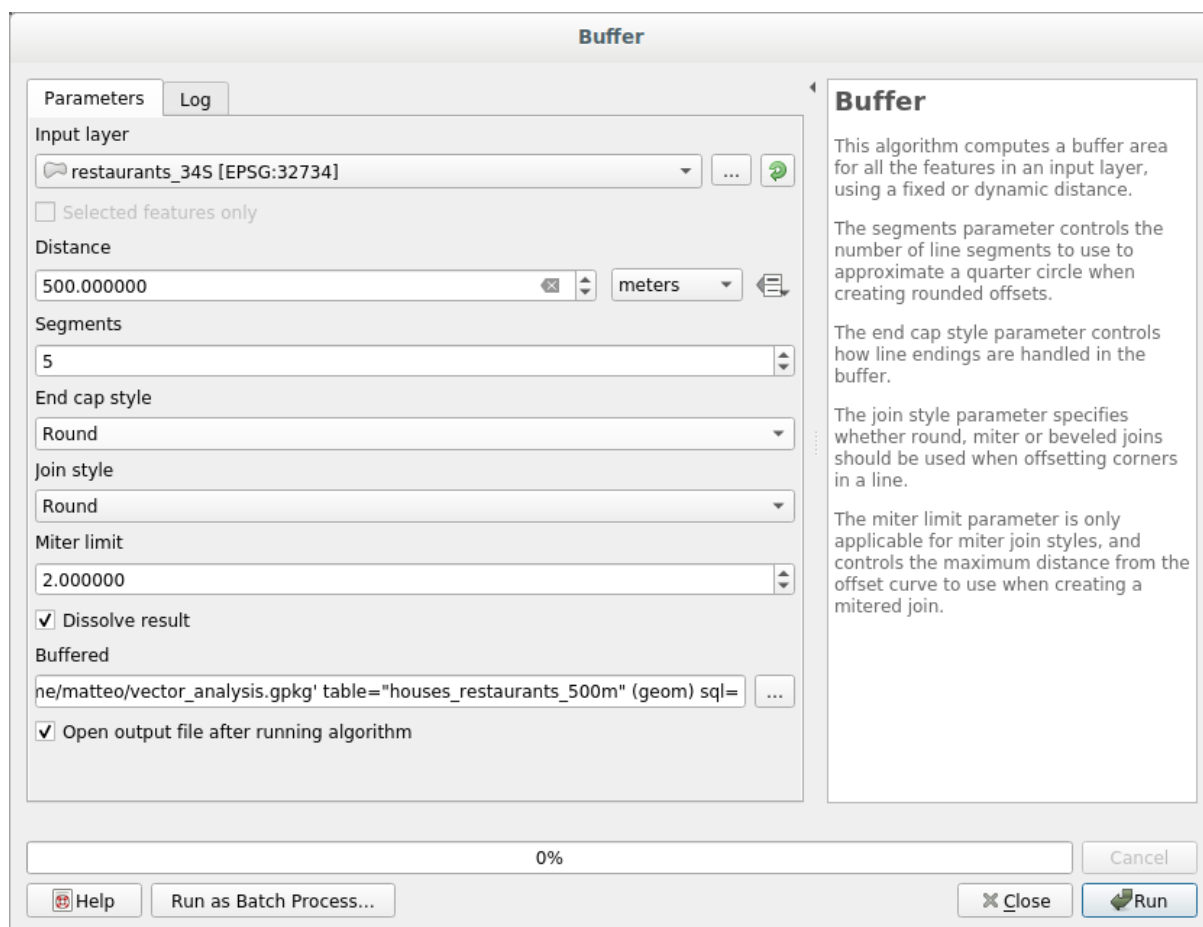 Buffer
Parameters
Log
Input layer
restaurants_34S [EPSG:32734]
...
Selected features only
Distance
500.000000
meters
Segments
5
End cap style
Round
Join style
Round
Miter limit
2.000000
Dissolve result
Buffered
ne/matteo/vector_analysis.gpkg' table="houses_restaurants_500m" (geom) sql=
...
Open output file after running algorithm
Buffer
This algorithm computes a buffer area
for all the features in an input layer,
using a fixed or dynamic distance.
The segments parameter controls the
number of line segments to use to
approximate a quarter circle when
creating rounded offsets.
The end cap style parameter controls
how line endings are handled in the
buffer.
The join style parameter specifies
whether round, miter or beveled joins
should be used when offsetting corners
in a line.
The miter limit parameter is only
applicable for miter join styles, and
controls the maximum distance from the
offset curve to use when creating a
mitered join.
0%
Cancel
Help
Run as Batch Process...
Close
Run